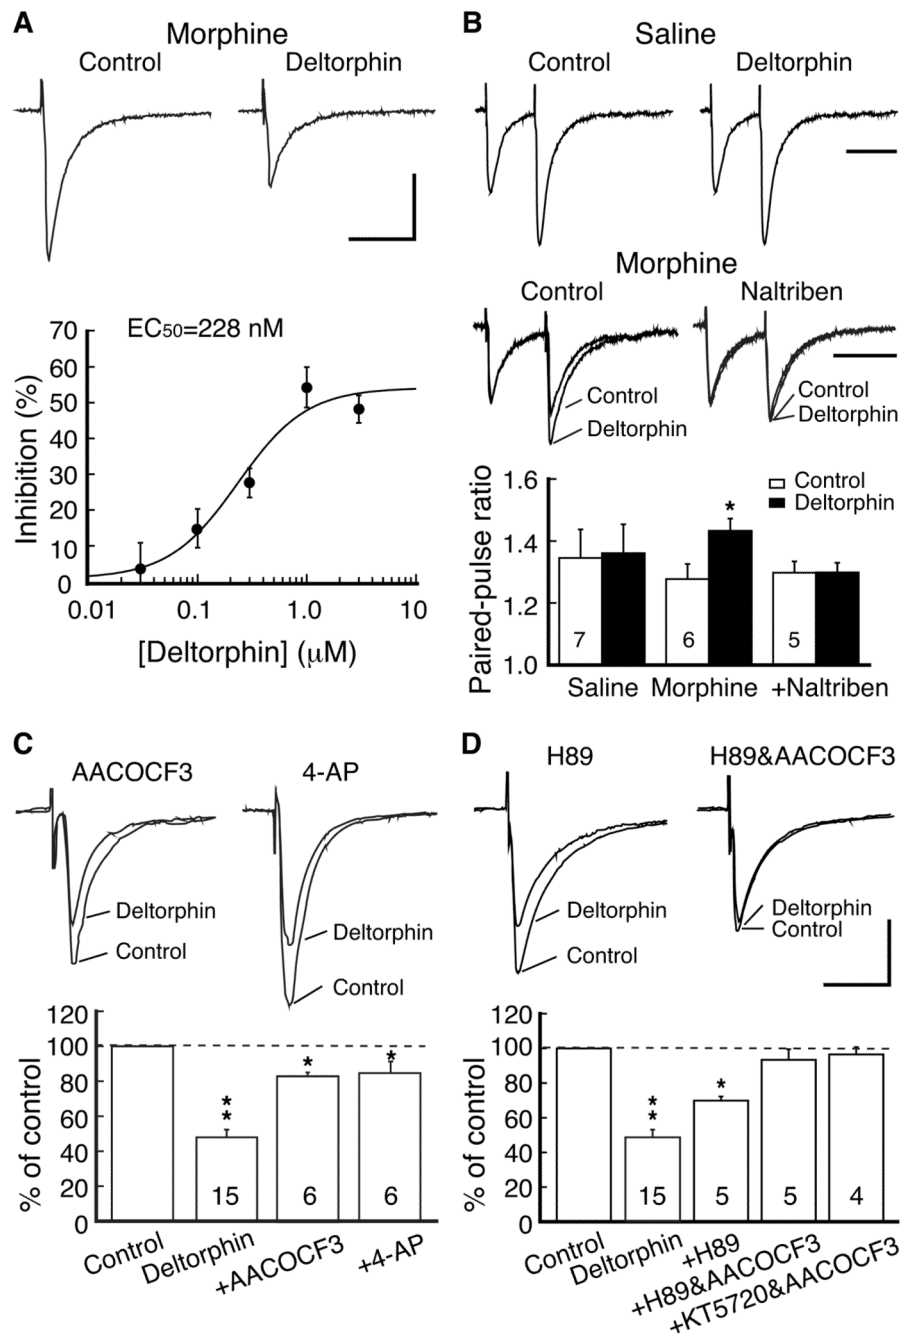 A
Morphine
Control Deltorphin
EC50=228 nM
Inhibition (%)
70
60
50
40
30
20
10
0
0.01 0.1 1.0 10
[Deltorphin] (μM)
B
Saline
Control Deltorphin
Morphine
Control Naltriben
Control
Deltorphin
Control
Deltorphin
Paired-pulse ratio
1.6
1.4
1.2
1.0
Control
Deltorphin
*
7 6 5
Saline Morphine +Naltriben
C
AACOCF3 4-AP
Deltorphin
Control
Deltorphin
Control
% of control
120
100
80
60
40
20
0
*
*
*
*
15 6 6
Control Deltorphin +AACOCF3 +4-AP
D
H89 H89&AACOCF3
Deltorphin
Control
Deltorphin
Control
% of control
120
100
80
60
40
20
0
*
*
*
15 5 5 4
Control Deltorphin +H89 +H89&AACOCF3 +KT5720&AACOCF3